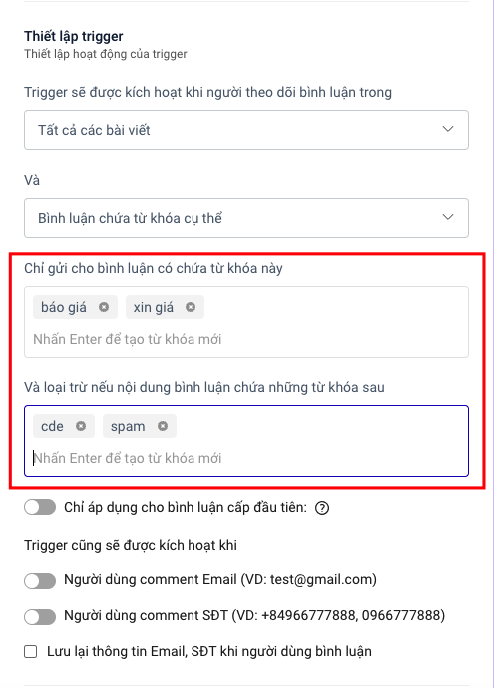 Thiết lập trigger
Thiết lập hoạt động của trigger
Trigger sẽ được kích hoạt khi người theo dõi bình luận trong
Tất cả các bài viết
Và
Bình luận chứa từ khóa cụ thể
Chỉ gửi cho bình luận có chứa từ khóa này
báo giá xin giá
Nhấn Enter để tạo từ khóa mới
Và loại trừ nếu nội dung bình luận chứa những từ khóa sau
cde spam
Nhấn Enter để tạo từ khóa mới
Chỉ áp dụng cho bình luận cấp đầu tiên:
Trigger cũng sẽ được kích hoạt khi
Người dùng comment Email (VD: test@gmail.com)
Người dùng comment SĐT (VD: +84966777888, 0966777888)
Lưu lại thông tin Email, SĐT khi người dùng bình luận